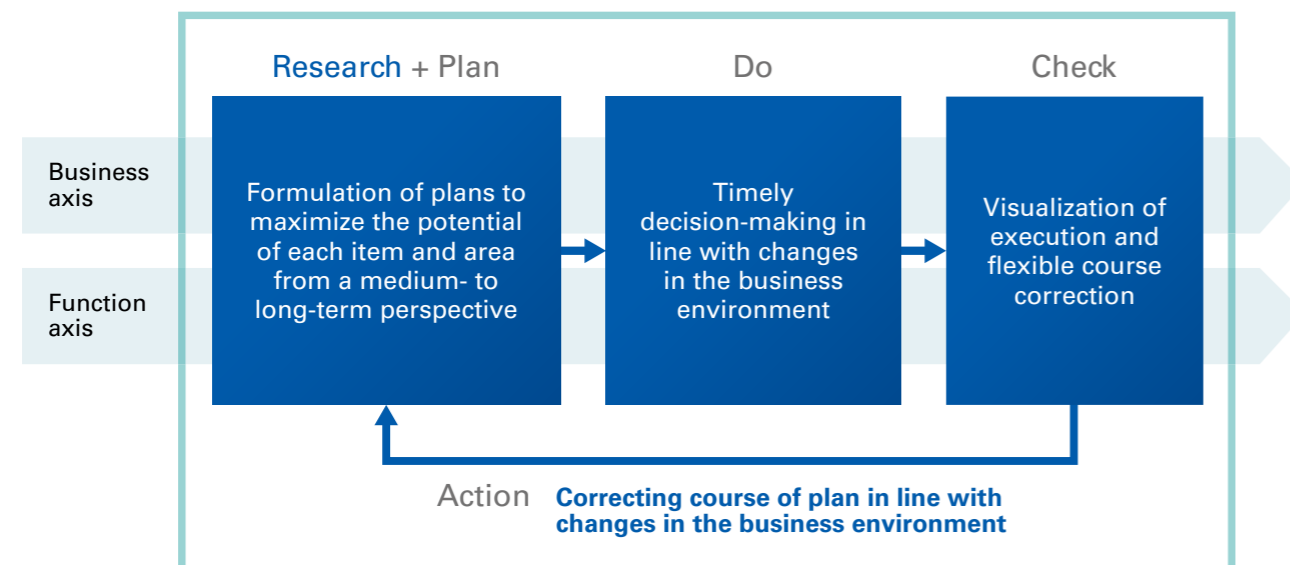 Research + Plan
Do
Check
Business
axis
Function
axis
Formulation of plans to
maximize the potential
of each item and area
from a medium- to
long-term perspective
Timely
decision-making in
line with changes
in the business
environment
Visualization of
execution and
flexible course
correction
Action
Correcting course of plan in line with
changes in the business environment